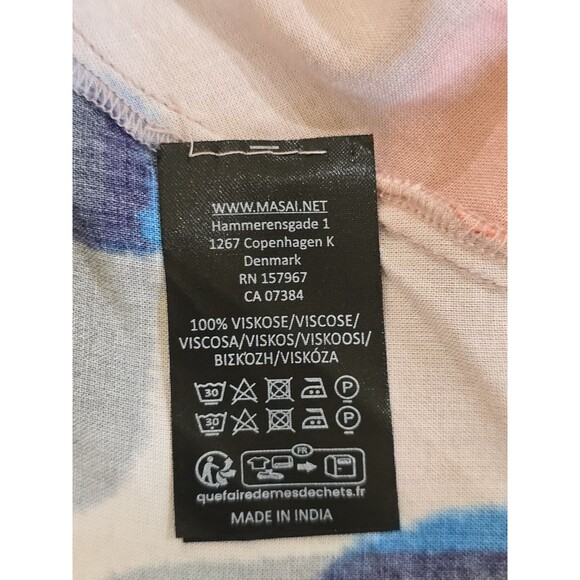 WWW.MASAI.NET
Hammerensgade 1
1267 Copenhagen K
Denmark
RN 157967
CA 07384
100% VISKOSE/VISCOSE/
VISCOSA/VISKOS/VISKOOSI/
ΒΙΣΚΟΖΗ/VISKÓZA
30 P
30 P
FR
quefairedemesdechets.fr
MADE IN INDIA